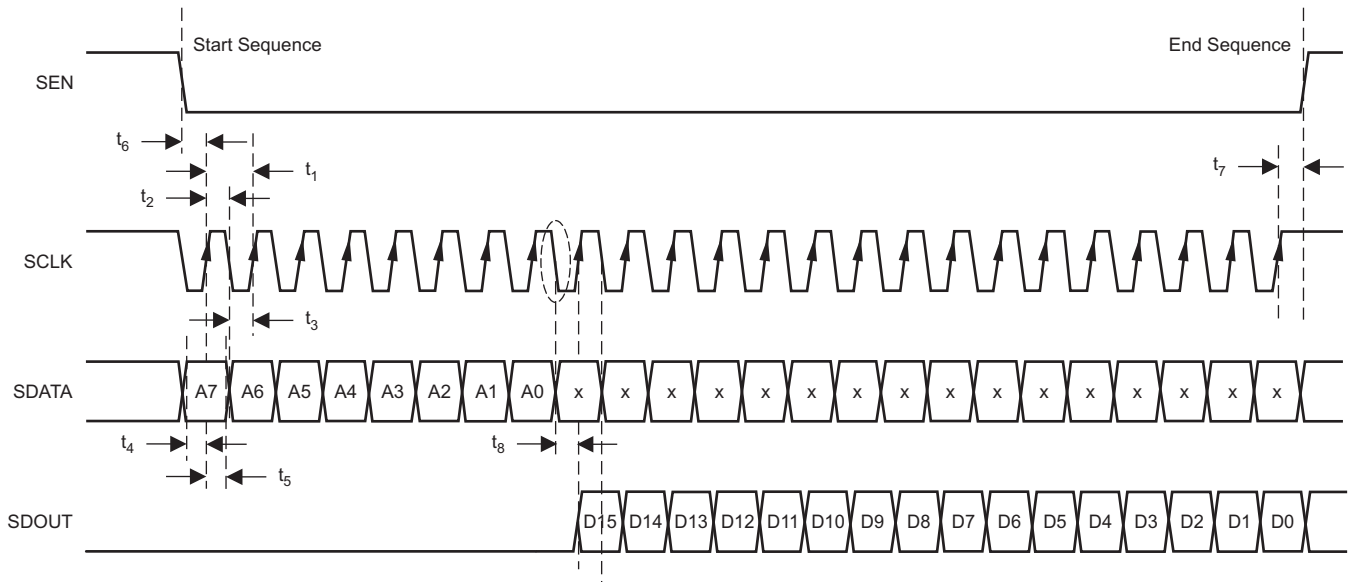 Start Sequence End Sequence
SEN
t6
t1
t7
t2
SCLK
t3
SDATA A7 A6 A5 A4 A3 A2 A1 A0 x x x x x x x x x x x x x x x x
t4 t8
t5
SDOUT D15 D14 D13 D12 D11 D10 D9 D8 D7 D6 D5 D4 D3 D2 D1 D0